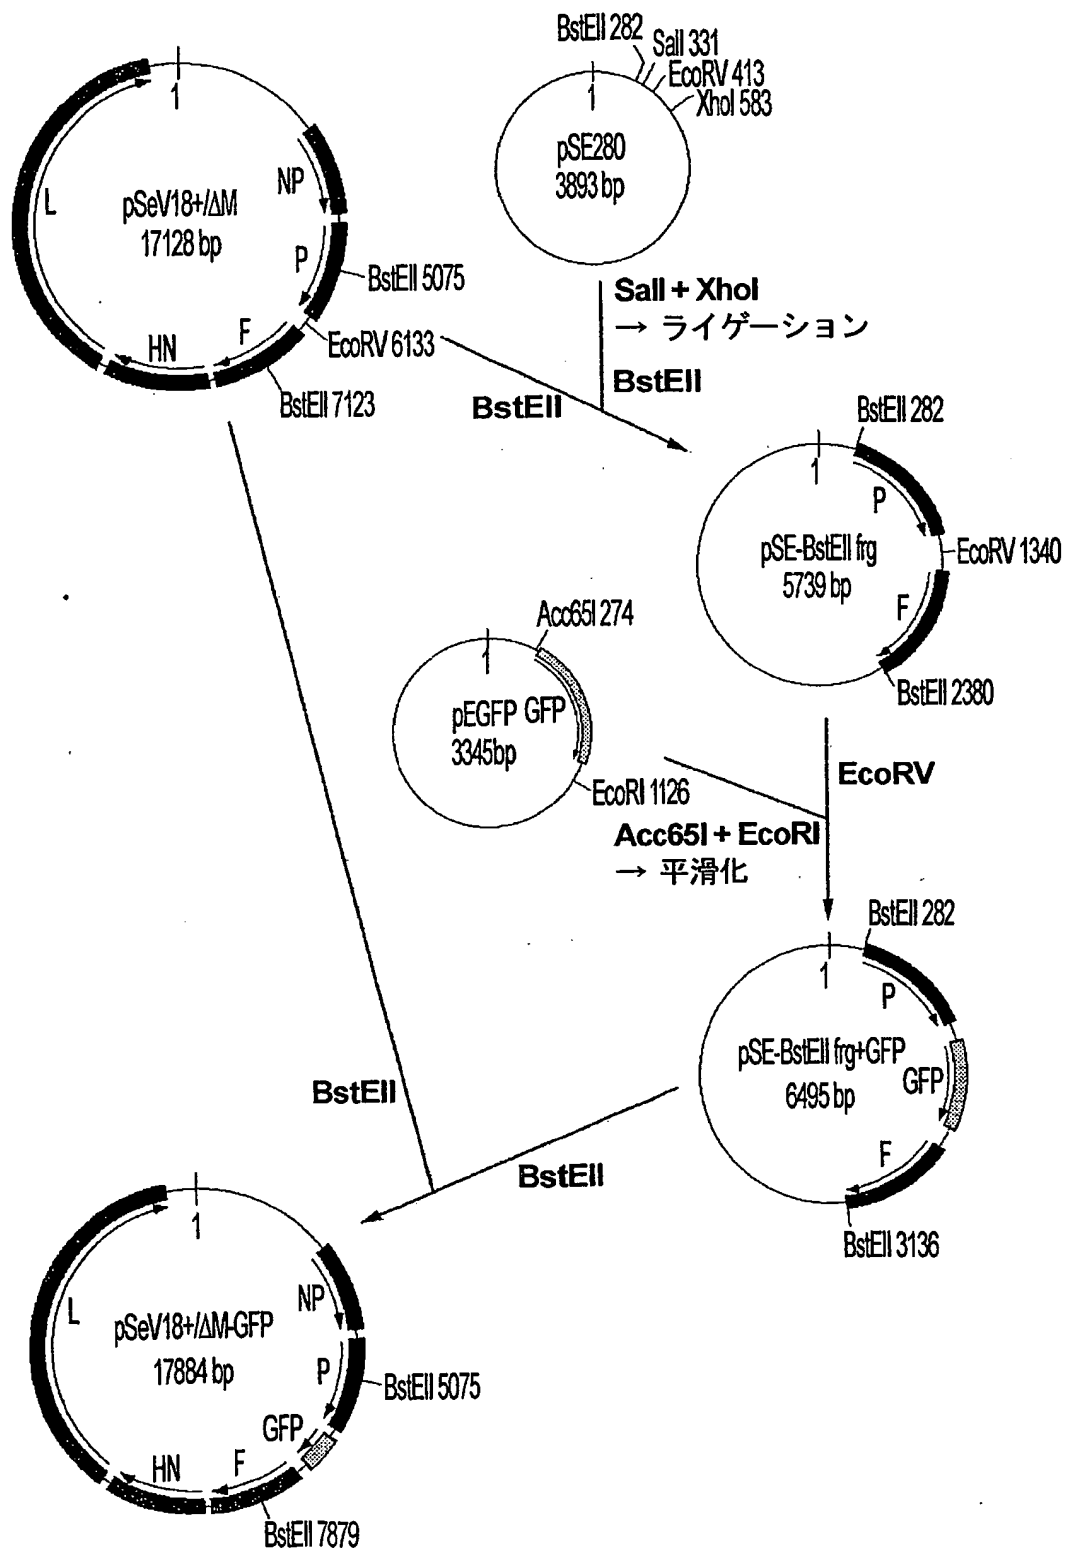 BstEII 282
SalI 331
EcoRV 413
XhoI 583
1
pSE280
3893 bp
1
L
NP
pSeV18+/ΔM
17128 bp
P
BstEII 5075
F
HN
EcoRV 6133
BstEII 7123
SalI + XhoI
→ ライゲーション
BstEII
BstEII
BstEII 282
1
P
pSE-BstEII frg
5739 bp
EcoRV 1340
F
BstEII 2380
Acc65I 274
1
pEGFP
GFP
3345bp
EcoRI 1126
EcoRV
Acc65I + EcoRI
→ 平滑化
BstEII 282
1
P
pSE-BstEII frg+GFP
6495 bp
GFP
F
BstEII 3136
BstEII
BstEII
1
L
NP
pSeV18+/ΔM-GFP
17884 bp
P
BstEII 5075
GFP
F
HN
BstEII 7879